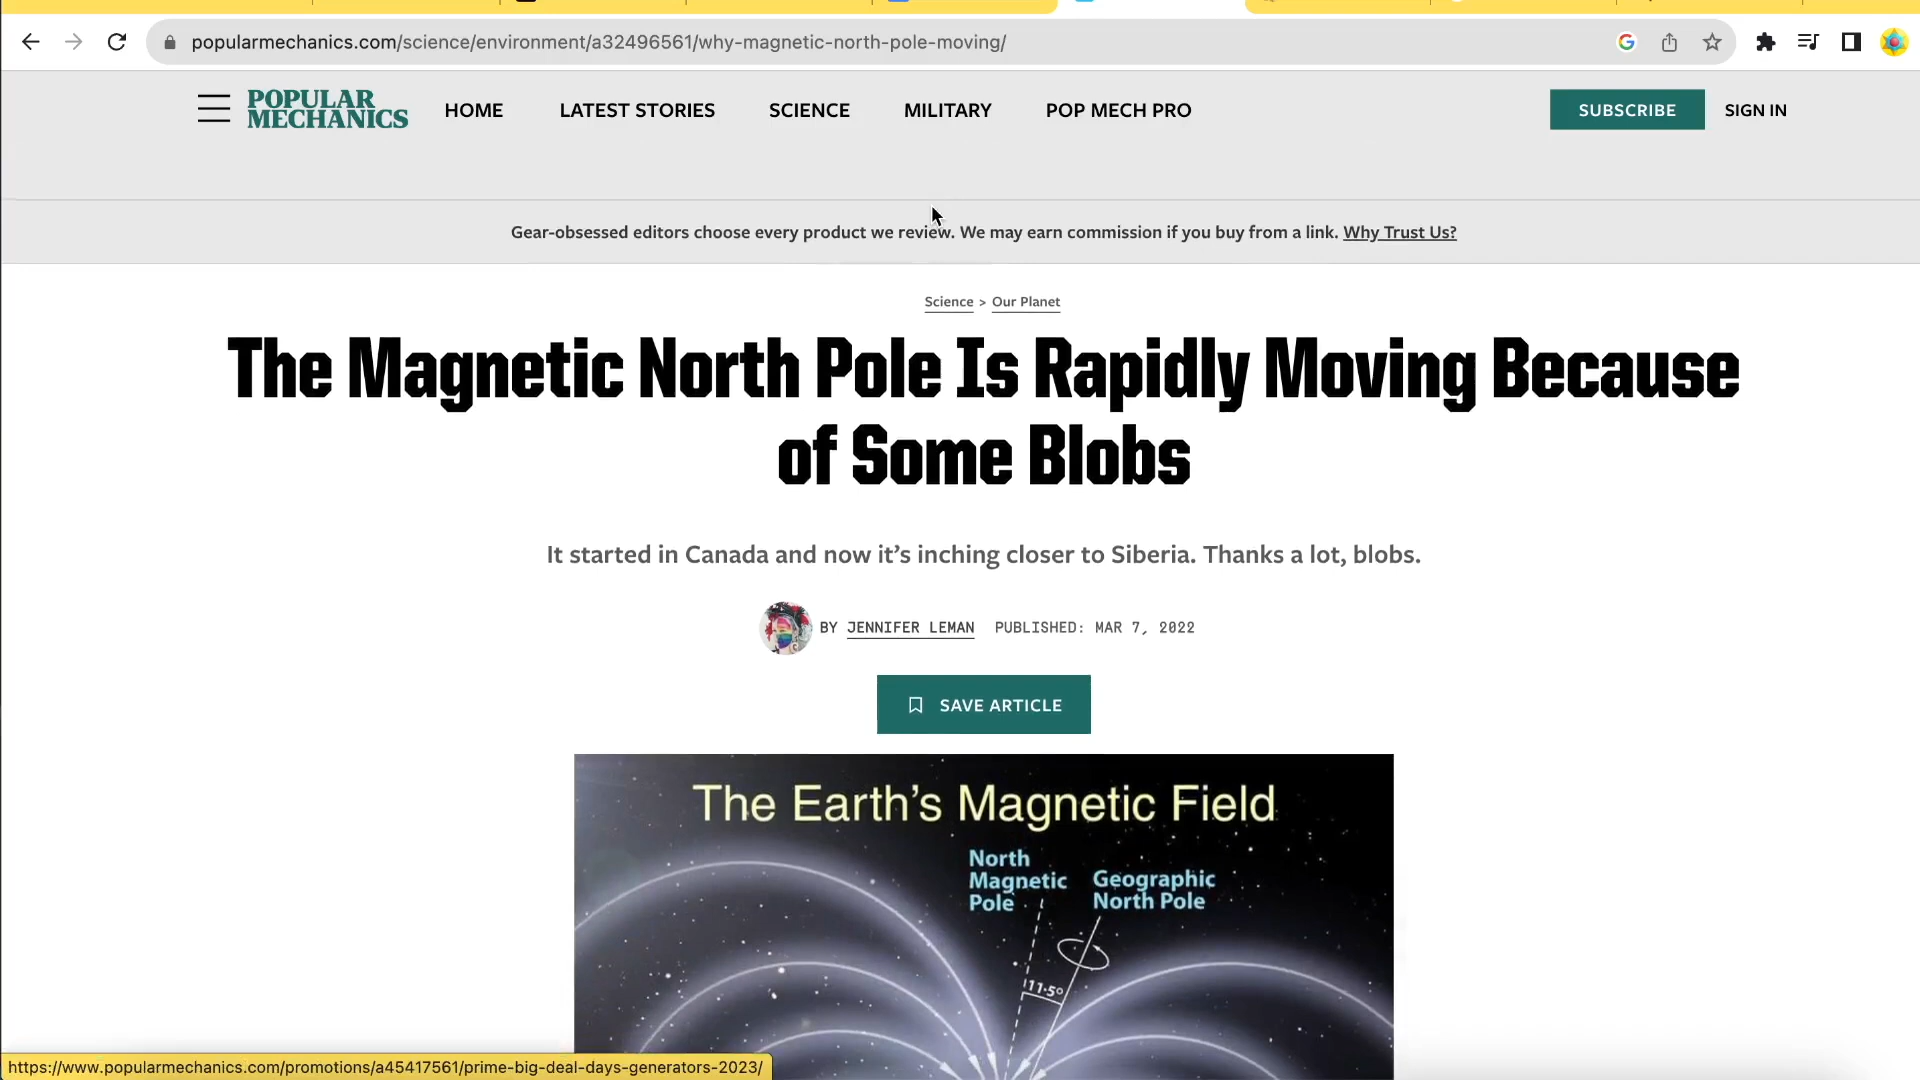 popularmechanics.com/science/environment/a32496561/why-magnetic-north-pole-moving/
POPULAR
MECHANICS
HOME
LATEST STORIES
SCIENCE
MILITARY
POP MECH PRO
SUBSCRIBE
SIGN IN
Gear-obsessed editors choose every product we review. We may earn commission if you buy from a link. Why Trust Us?
Science > Our Planet
The Magnetic North Pole Is Rapidly Moving Because
of Some Blobs
It started in Canada and now it’s inching closer to Siberia. Thanks a lot, blobs.
BY JENNIFER LEMAN PUBLISHED: MAR 7, 2022
SAVE ARTICLE
The Earth’s Magnetic Field
North
Magnetic
Pole
Geographic
North Pole
11.5°
https://www.popularmechanics.com/promotions/a45417561/prime-big-deal-days-generators-2023/